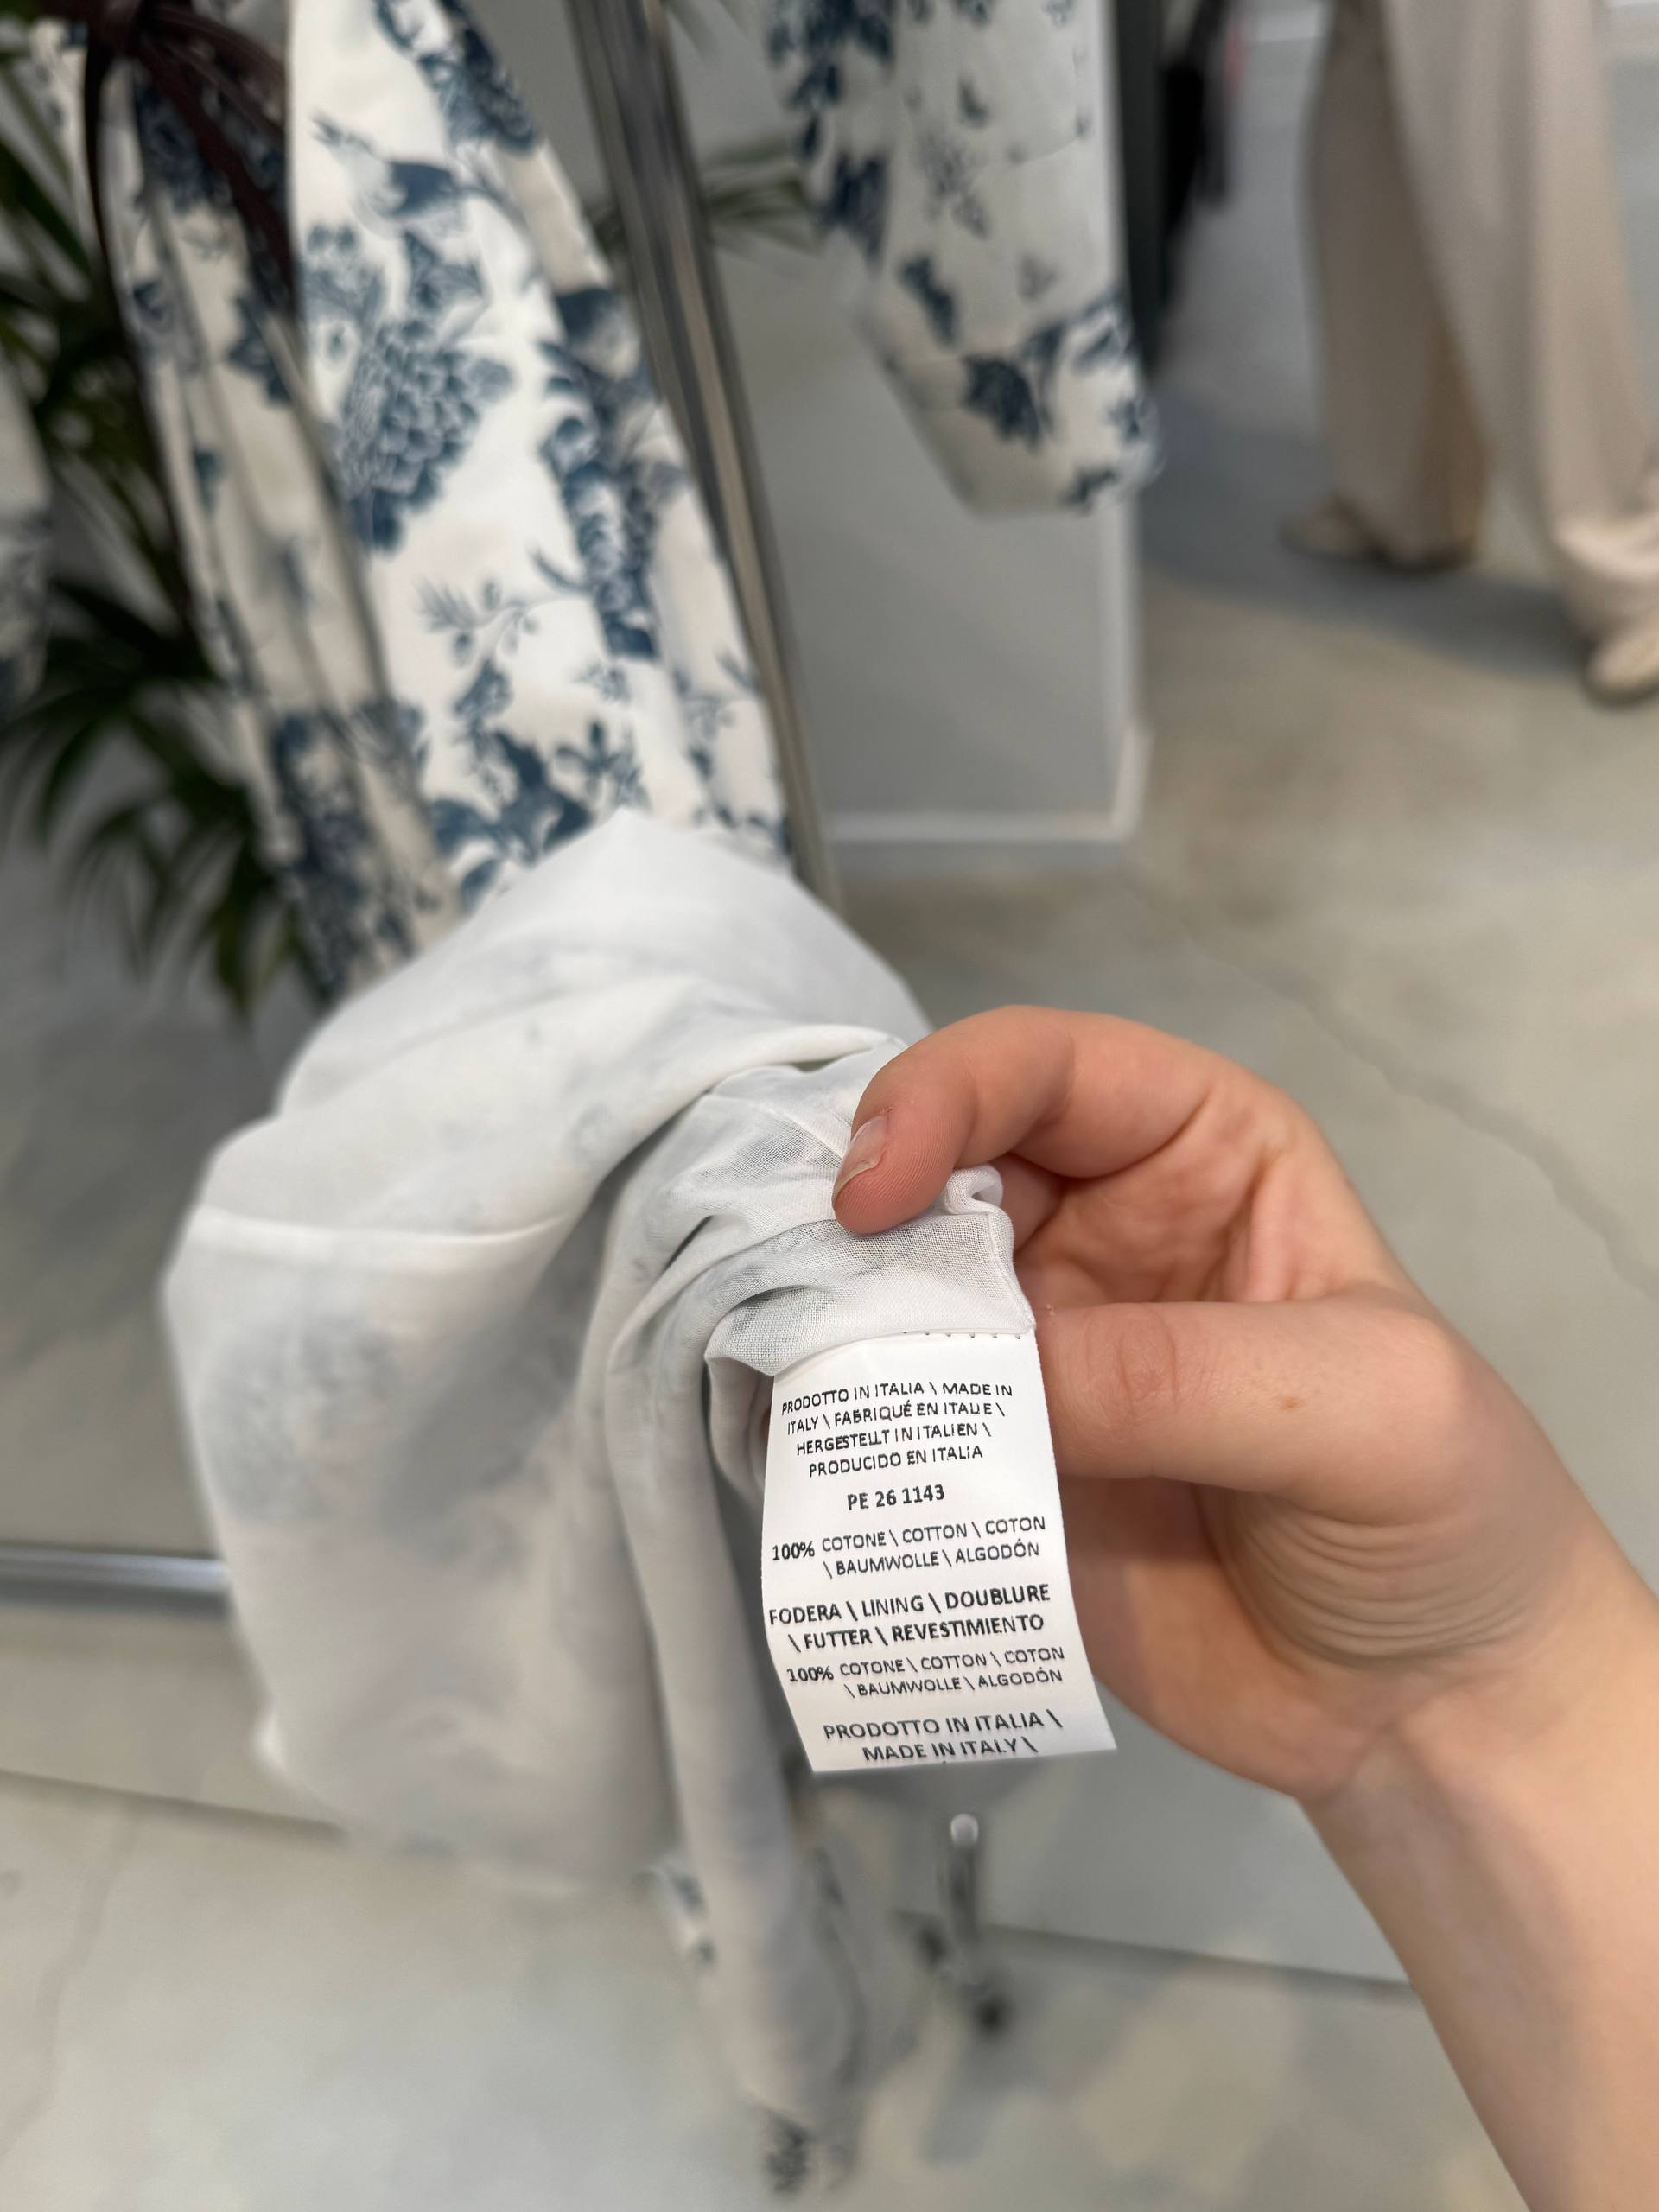 PRODOTTO IN ITALIA \ MADE IN
ITALY \ FABRIQUÉ EN ITALIE \
HERGESTELLT IN ITALIEN \
PRODUCIDO EN ITALIA
PE 26 1143
100% COTONE \ COTTON \ COTON
\ BAUMWOLLE \ ALGODÓN
FODERA \ LINING \ DOUBLURE
\ FUTTER \ REVESTIMIENTO
100% COTONE \ COTTON \ COTON
\ BAUMWOLLE \ ALGODÓN
PRODOTTO IN ITALIA \
MADE IN ITALY \